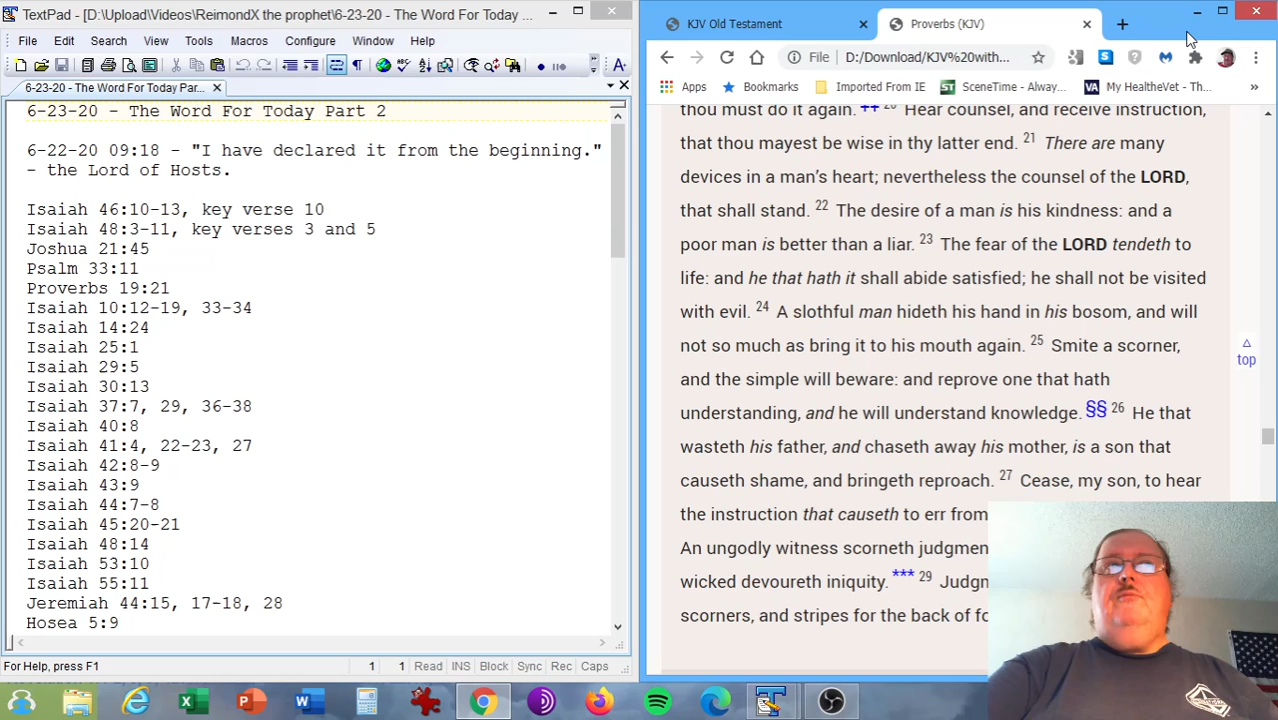 TextPad - [D:\Upload\Videos\ReimondX the prophet\6-23-20 - The Word For Today ...
File Edit Search View Tools Macros Configure Window Help
6-23-20 - The Word For Today Par...
6-23-20 - The Word For Today Part 2
6-22-20 09:18 - "I have declared it from the beginning."
- the Lord of Hosts.
Isaiah 46:10-13, key verse 10
Isaiah 48:3-11, key verses 3 and 5
Joshua 21:45
Psalm 33:11
Proverbs 19:21
Isaiah 10:12-19, 33-34
Isaiah 14:24
Isaiah 25:1
Isaiah 29:5
Isaiah 30:13
Isaiah 37:7, 29, 36-38
Isaiah 40:8
Isaiah 41:4, 22-23, 27
Isaiah 42:8-9
Isaiah 43:9
Isaiah 44:7-8
Isaiah 45:20-21
Isaiah 48:14
Isaiah 53:10
Isaiah 55:11
Jeremiah 44:15, 17-18, 28
Hosea 5:9
For Help, press F1
1 1 Read INS Block Sync Rec Caps
KJV Old Testament
Proverbs (KJV)
File D:/Download/KJV%20with...
Apps Bookmarks Imported From IE SceneTime - Alway... My HealtheVet - Th... »
thou must do it again. ‡‡ 20 Hear counsel, and receive instruction,
that thou mayest be wise in thy latter end. 21 There are many
devices in a man's heart; nevertheless the counsel of the LORD,
that shall stand. 22 The desire of a man is his kindness: and a
poor man is better than a liar. 23 The fear of the LORD tendeth to
life: and he that hath it shall abide satisfied; he shall not be visited
with evil. 24 A slothful man hideth his hand in his bosom, and will
not so much as bring it to his mouth again. 25 Smite a scorner,
and the simple will beware: and reprove one that hath
understanding, and he will understand knowledge. §§ 26 He that
wasteth his father, and chaseth away his mother, is a son that
causeth shame, and bringeth reproach. 27 Cease, my son, to hear
the instruction that causeth to err from
An ungodly witness scorneth judgmen
wicked devoureth iniquity. *** 29 Judg
scorners, and stripes for the back of fo
top